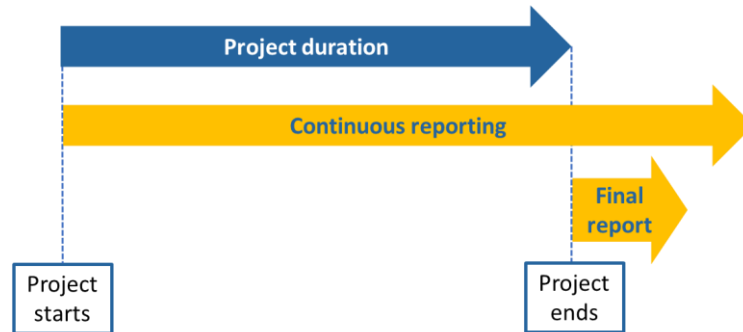 Project duration
Continuous reporting
Final
report
Project
starts
Project
ends